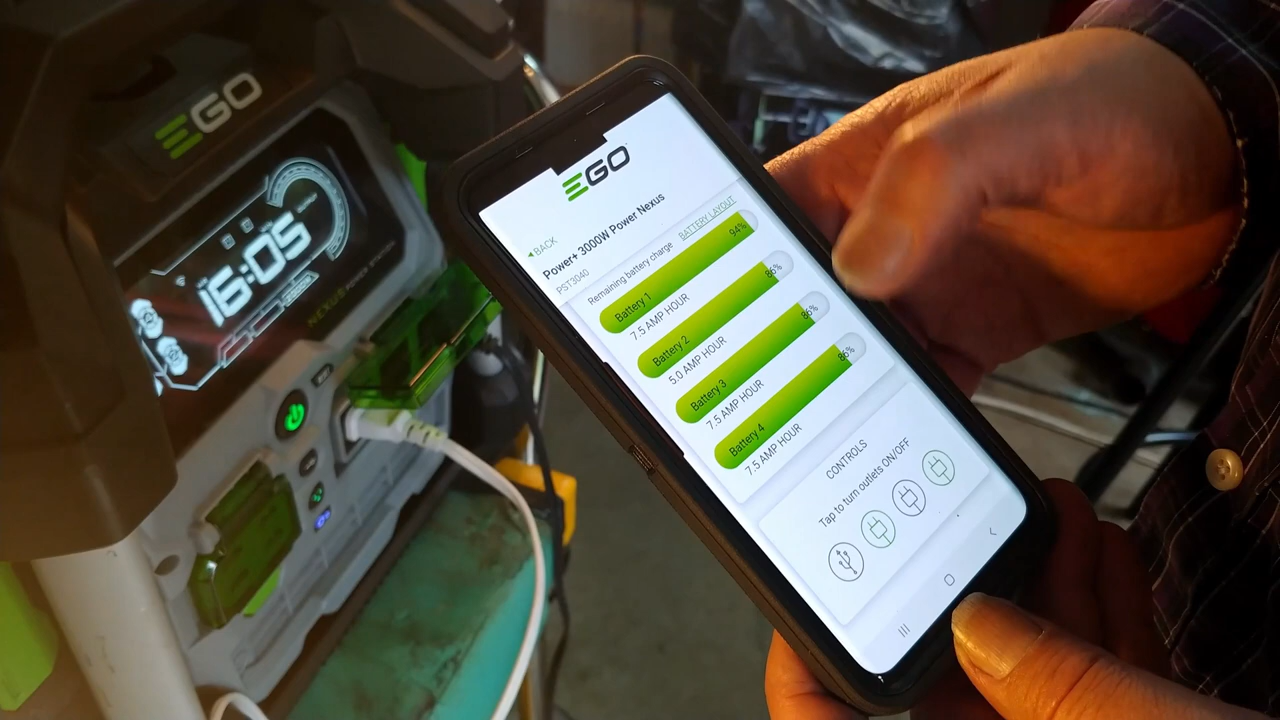 EGO
16:05
NEXUS POWER STATION
EGO
◄ BACK
Power+ 3000W Power Nexus
PST3040
Remaining battery charge BATTERY LAYOUT
Battery 1 94%
7.5 AMP HOUR
Battery 2 86%
5.0 AMP HOUR
Battery 3 86%
7.5 AMP HOUR
Battery 4 86%
7.5 AMP HOUR
CONTROLS
Tap to turn outlets ON/OFF